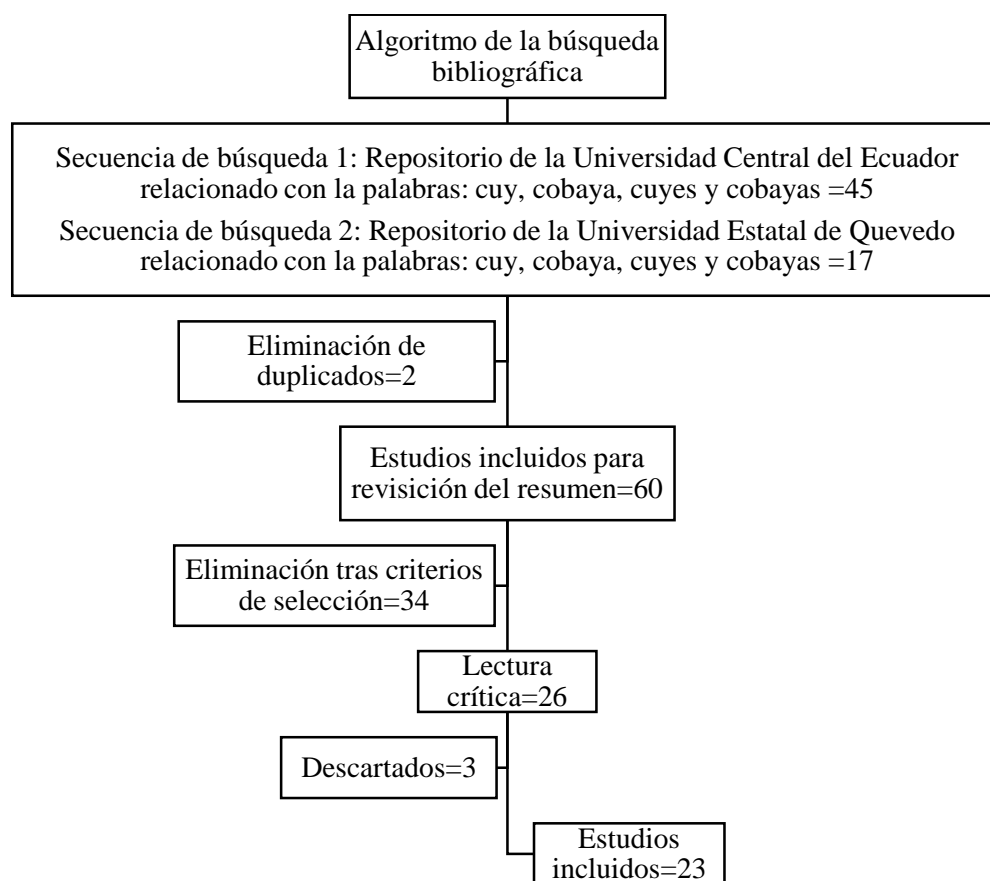 Algoritmo de la búsqueda
bibliográfica
Secuencia de búsqueda 1: Repositorio de la Universidad Central del Ecuador
relacionado con la palabras: cuy, cobaya, cuyes y cobayas =45
Secuencia de búsqueda 2: Repositorio de la Universidad Estatal de Quevedo
relacionado con la palabras: cuy, cobaya, cuyes y cobayas =17
Eliminación de
duplicados=2
Estudios incluidos para
revisición del resumen=60
Eliminación tras criterios
de selección=34
Lectura
crítica=26
Descartados=3
Estudios
incluidos=23